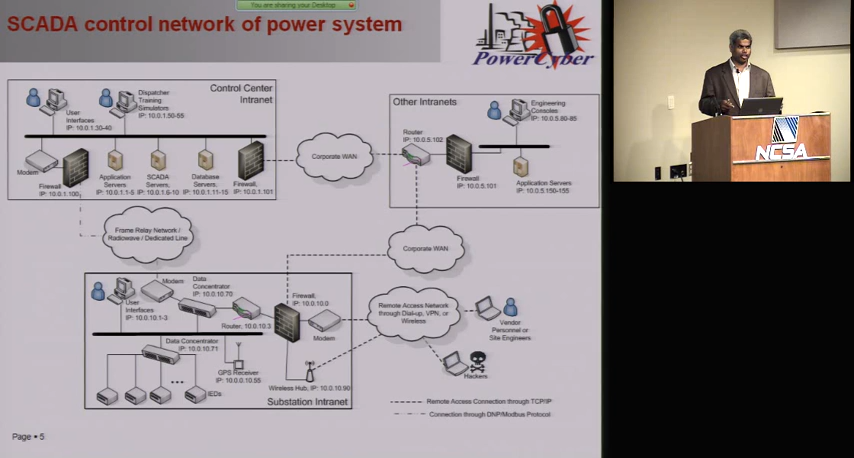 You are sharing your Desktop
SCADA control network of power system
PowerCyber
Control Center
Intranet
User
Interfaces
IP: 10.0.1.30-40
Dispatcher
Training
Simulators
IP: 10.0.1.50-55
Modem
Firewall
IP: 10.0.1.100
Application
Servers
IP: 10.0.1.1-5
SCADA
Servers,
IP: 10.0.1.6-10
Database
Servers,
IP: 10.0.1.11-15
Firewall,
IP: 10.0.1.101
Corporate WAN
Other Intranets
Router
IP: 10.0.5.102
Firewall
IP: 10.0.5.101
Engineering
Consoles
IP: 10.0.5.80-85
Application Servers
IP: 10.0.5.150-155
NCSA
Frame Relay Network /
Radiowave / Dedicated Line
Corporate WAN
User
Interfaces
IP: 10.0.10.1-3
Modem
Data
Concentrator
IP: 10.0.10.70
Router, 10.0.10.3
Firewall,
IP: 10.0.10.0
Modem
Remote Access Network
through Dial-up, VPN, or
Wireless
Vendor
Personnel or
Site Engineers
Hackers
Data Concentrator
IP: 10.0.10.71
IEDs
GPS Receiver
IP: 10.0.0.10.55
Wireless Hub, IP: 10.0.10.90
Substation Intranet
Remote Access Connection through TCP/IP
Connection through DNP/Modbus Protocol
Page • 5